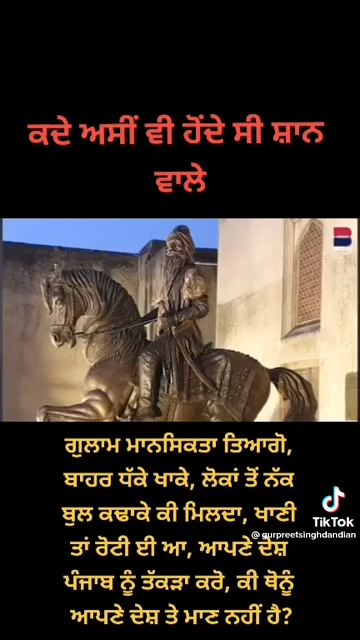 ਕਦੇ ਅਸੀਂ ਵੀ ਹੋਂਦੇ ਸੀ ਸ਼ਾਨ
ਵਾਲੇ
ਗੁਲਾਮ ਮਾਨਸਿਕਤਾ ਤਿਆਗੋ,
ਬਾਹਰ ਧੱਕੇ ਖਾਕੇ, ਲੋਕਾਂ ਤੋਂ ਨੱਕ
ਬੁਲ ਕਢਾਕੇ ਕੀ ਮਿਲਦਾ, ਖਾਣੀ
ਤਾਂ ਰੋਟੀ ਈ ਆ, ਆਪਣੇ ਦੇਸ਼
ਪੰਜਾਬ ਨੂੰ ਤੱਕੜਾ ਕਰੋ, ਕੀ ਥੋਨੂੰ
ਆਪਣੇ ਦੇਸ਼ ਤੇ ਮਾਣ ਨਹੀਂ ਹੈ?
TikTok
@gurpreetsinghdandian